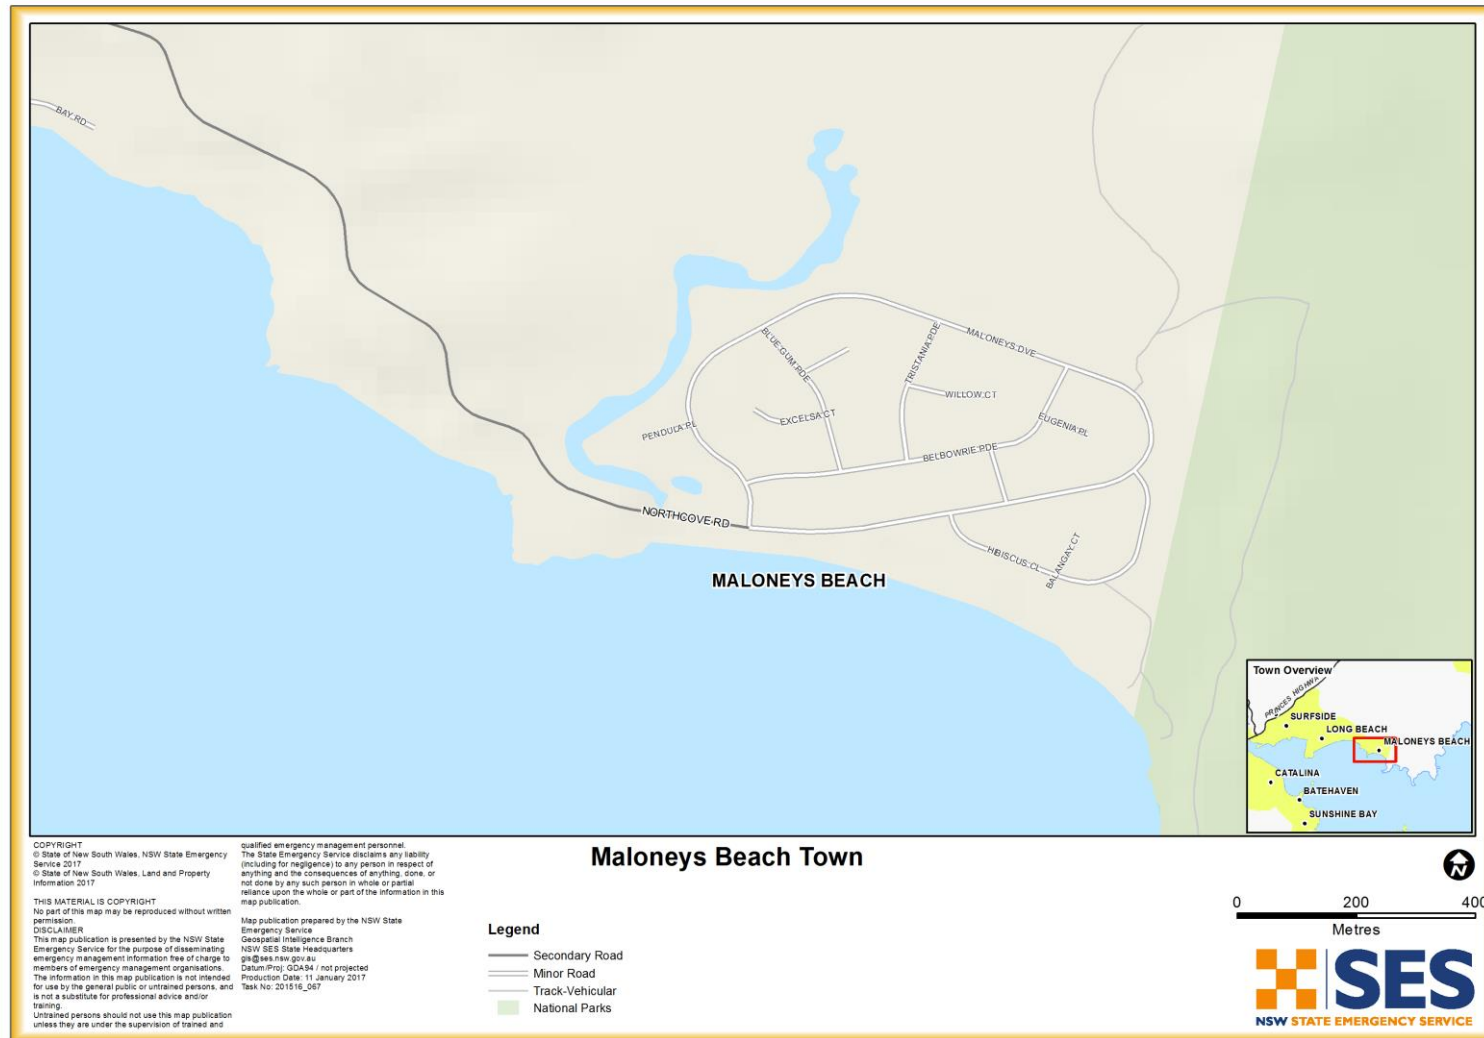 BAY RD
BLUE GUM PDE
TRISTANIA PDE
MALONEYS DVE
WILLOW CT
EXCELSA CT
EUGENIA PL
PENDULA PL
BELBOWRIE PDE
NORTHCOVE RD
HIBISCUS CL
BALANGAY CT
MALONEYS BEACH
Town Overview
PRINCES HIGHW
SURFSIDE
LONG BEACH
MALONEYS BEACH
CATALINA
BATEHAVEN
SUNSHINE BAY
COPYRIGHT
© State of New South Wales, NSW State Emergency
Service 2017
© State of New South Wales, Land and Property
Information 2017
THIS MATERIAL IS COPYRIGHT
No part of this map may be reproduced without written
permission.
DISCLAIMER
This map publication is presented by the NSW State
Emergency Service for the purpose of disseminating
emergency management information free of charge to
members of emergency management organisations.
The information in this map publication is not intended
for use by the general public or untrained persons, and
is not a substitute for professional advice and/or
training.
Untrained persons should not use this map publication
unless they are under the supervision of trained and
qualified emergency management personnel.
The State Emergency Service disclaims any liability
(including for negligence) to any person in respect of
anything and the consequences of anything, done, or
not done by any such person in whole or partial
reliance upon the whole or part of the information in this
map publication.
Map publication prepared by the NSW State
Emergency Service
Geospatial Intelligence Branch
NSW SES State Headquarters
gis@ses.nsw.gov.au
Datum/Proj: GDA94 / not projected
Production Date: 11 January 2017
Task No: 201516_067
Maloneys Beach Town
Legend
Secondary Road
Minor Road
Track-Vehicular
National Parks
N
0 200 400
Metres
SES
NSW STATE EMERGENCY SERVICE